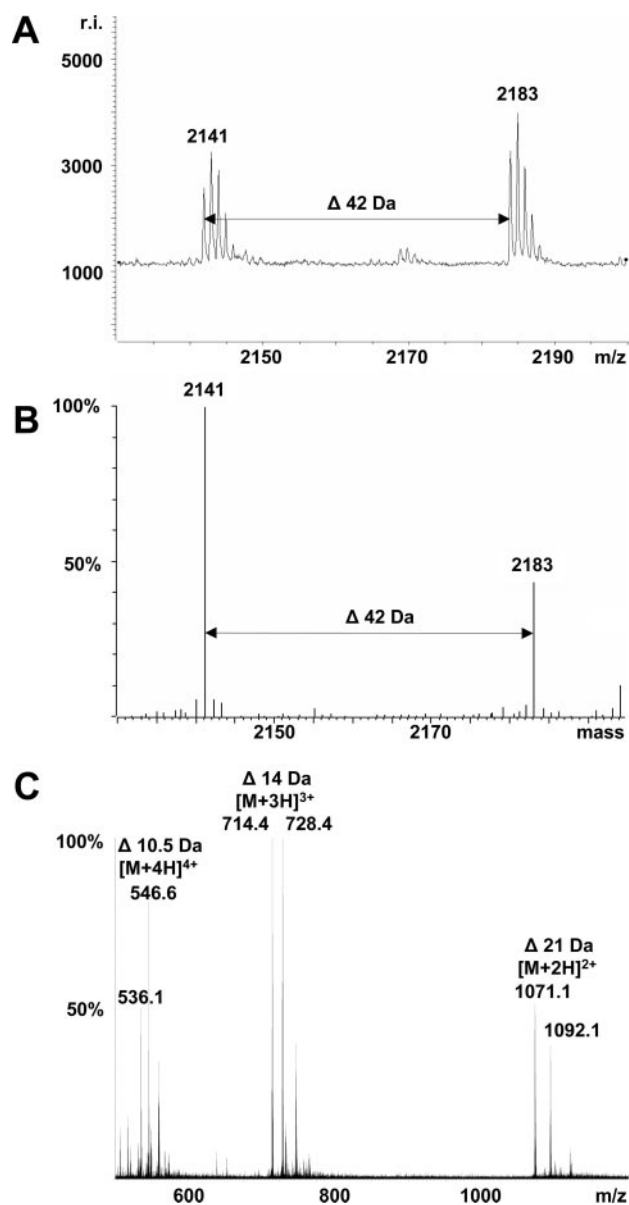 A
r.i.
5000
3000
1000
2141
2183
Δ 42 Da
2150
2170
2190
m/z
B
100%
50%
2141
2183
Δ 42 Da
2150
2170
mass
C
100%
50%
Δ 14 Da
[M+3H]³⁺
714.4 728.4
Δ 10.5 Da
[M+4H]⁴⁺
546.6
536.1
Δ 21 Da
[M+2H]²⁺
1071.1
1092.1
600
800
1000
m/z